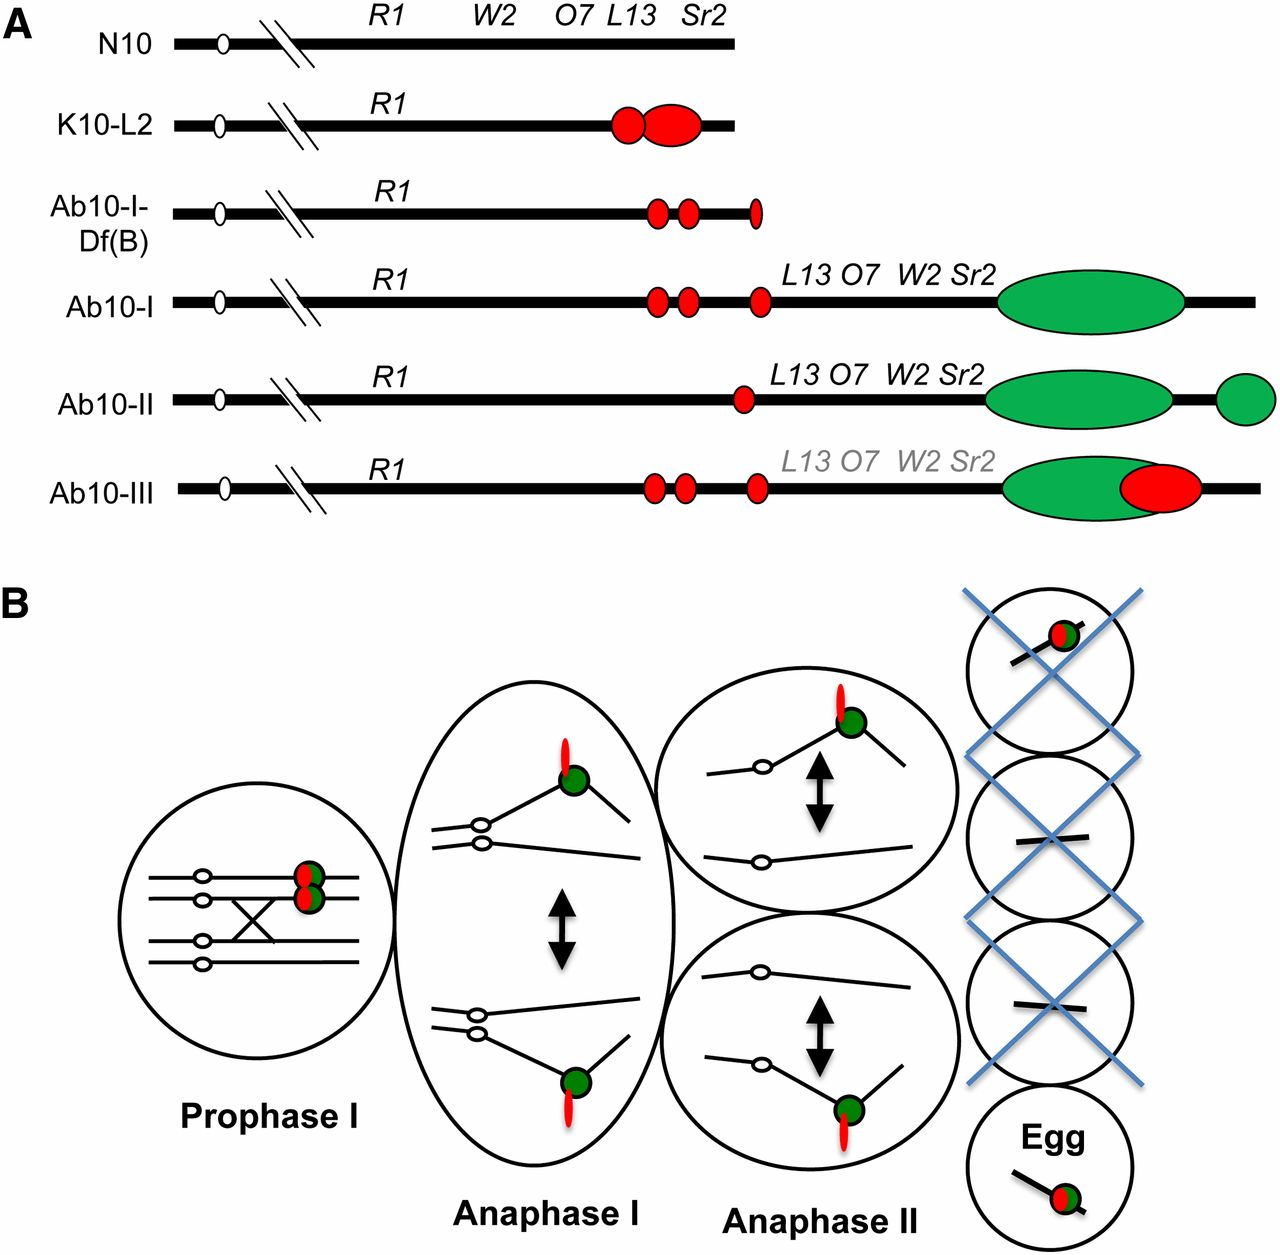 A
R1 W2 O7 L13 Sr2
N10
R1
K10-L2
R1
Ab10-I-
Df(B)
L13 O7 W2 Sr2
R1
Ab10-I
L13 O7 W2 Sr2
R1
Ab10-II
L13 O7 W2 Sr2
R1
Ab10-III
B
Prophase I
Anaphase I
Anaphase II
Egg